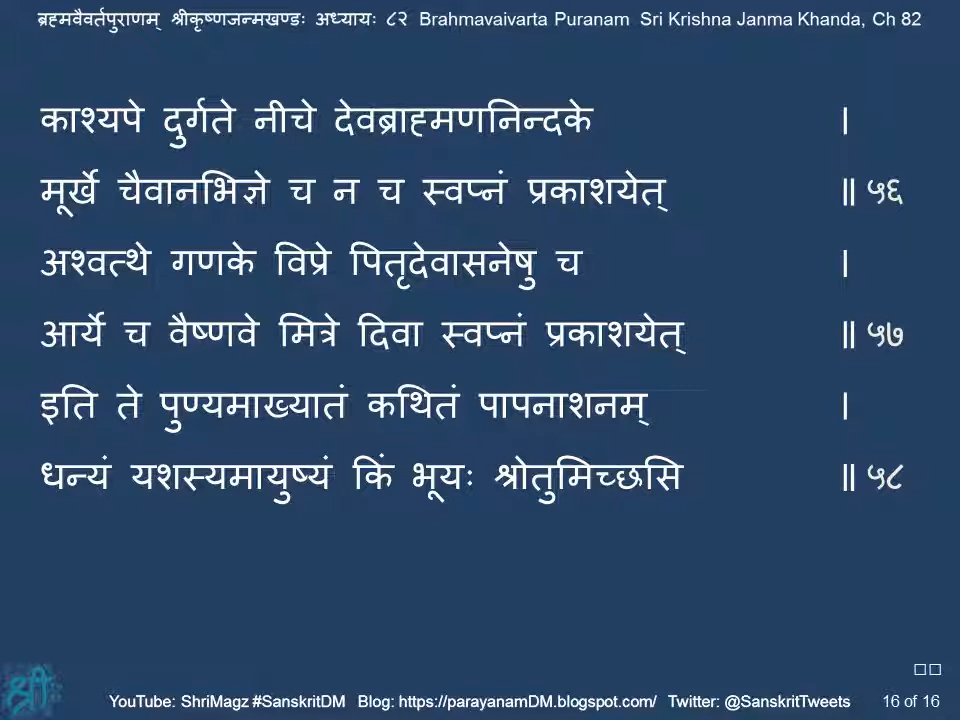 ब्रह्मवैवर्तपुराणम् श्रीकृष्णजन्मखण्डः अध्यायः ८२ Brahmavaivarta Puranam Sri Krishna Janma Khanda, Ch 82
काश्यपे दुर्गते नीचे देवब्राह्मणनिन्दके ।
मूर्खे चैवानभिज्ञे च न च स्वप्नं प्रकाशयेत् ॥ ५६
अश्वत्थे गणके विप्रे पितृदेवासनेषु च ।
आर्ये च वैष्णवे मित्रे दिवा स्वप्नं प्रकाशयेत् ॥ ५७
इति ते पुण्यमाख्यातं कथितं पापनाशनम् ।
धन्यं यशस्यमायुष्यं किं भूयः श्रोतुमिच्छसि ॥ ५८
श्रीः
YouTube: ShriMagz #SanskritDM Blog: https://parayanamDM.blogspot.com/ Twitter: @SanskritTweets 16 of 16